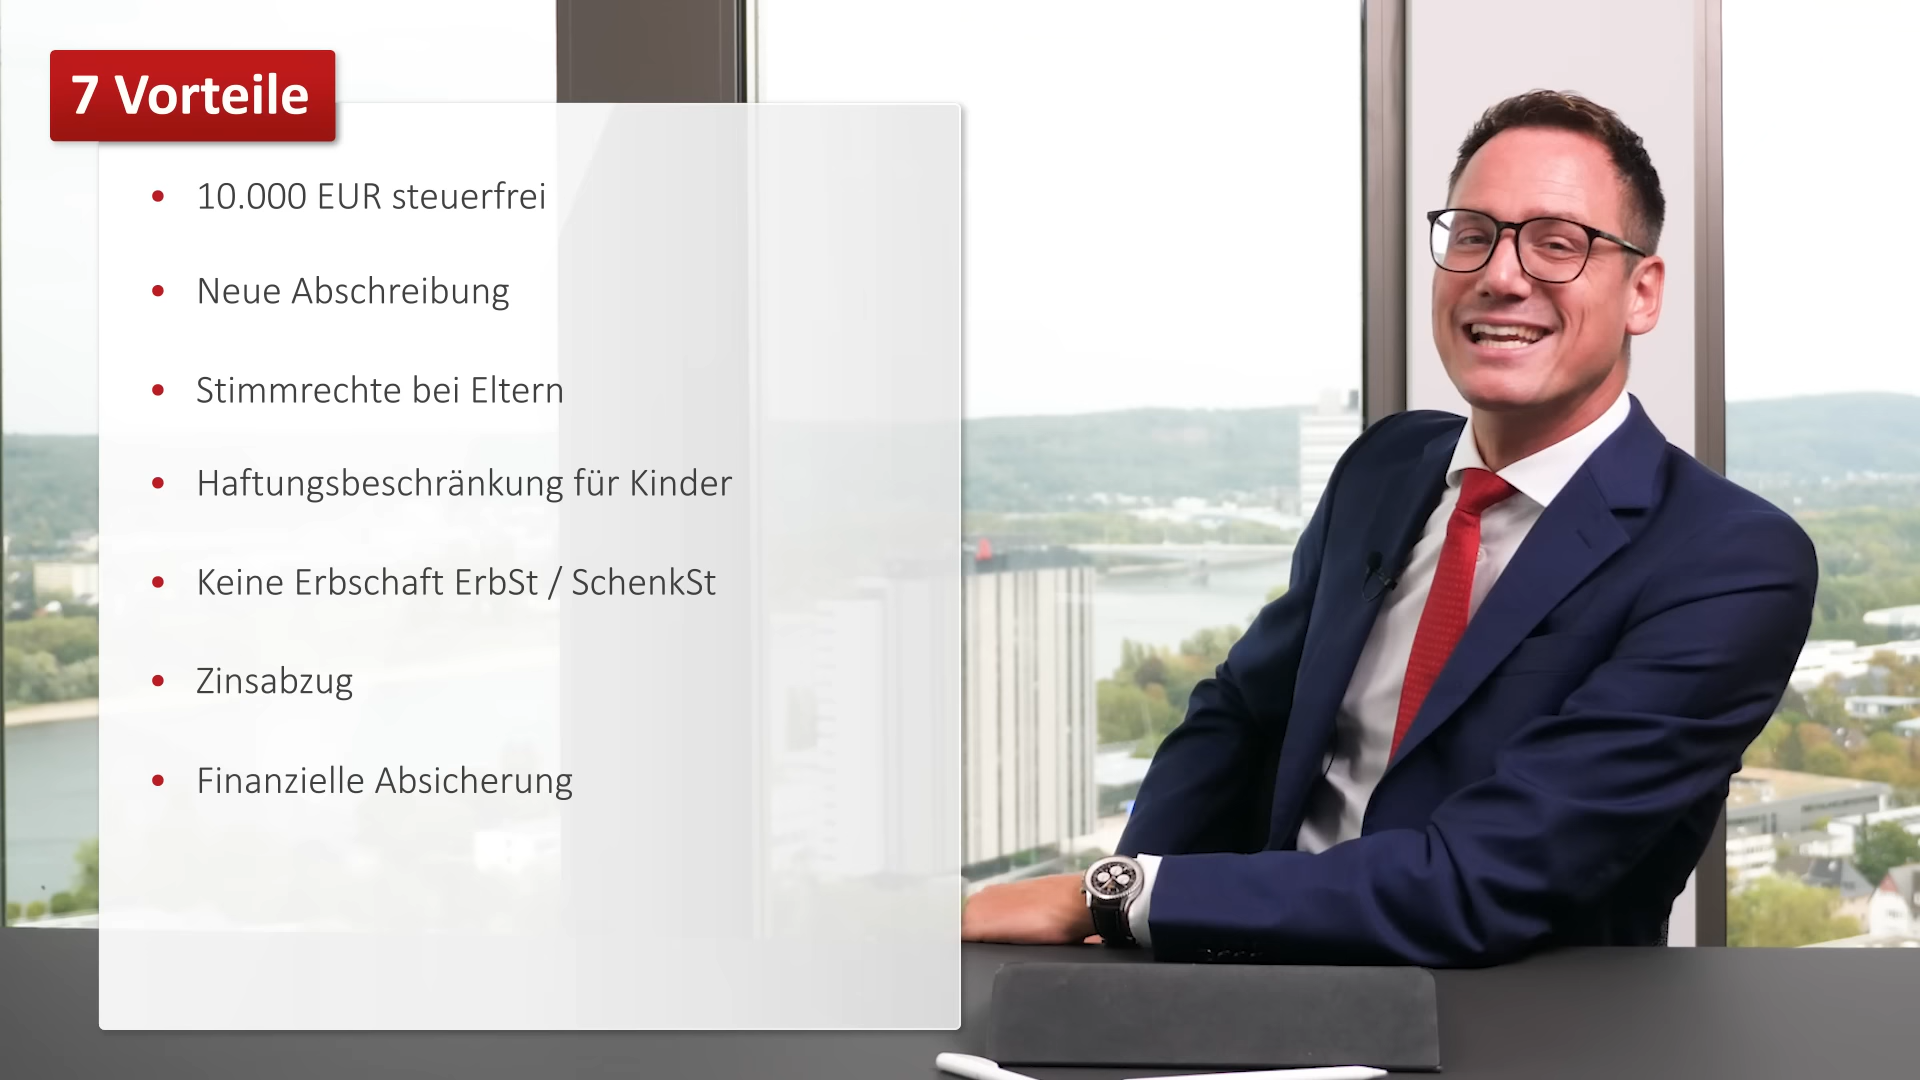 7 Vorteile
10.000 EUR steuerfrei
Neue Abschreibung
Stimmrechte bei Eltern
Haftungsbeschränkung für Kinder
Keine Erbschaft ErbSt / SchenkSt
Zinsabzug
Finanzielle Absicherung